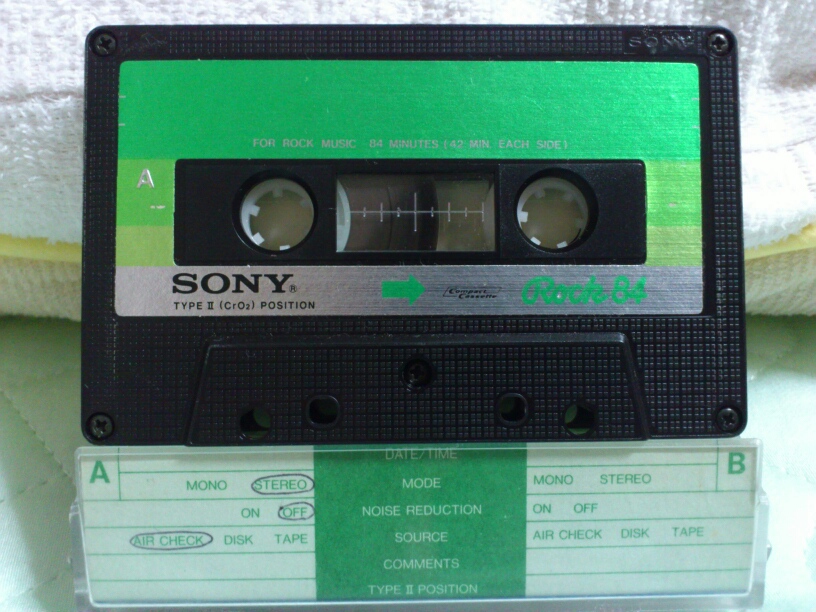 SONY
FOR ROCK MUSIC 84 MINUTES (42 MIN. EACH SIDE)
A
SONY®
Compact Cassette
Rock 84
TYPE II (CrO₂) POSITION
DATE/TIME
A
B
MONO STEREO MODE MONO STEREO
ON OFF NOISE REDUCTION ON OFF
AIR CHECK DISK TAPE SOURCE AIR CHECK DISK TAPE
COMMENTS
TYPE II POSITION